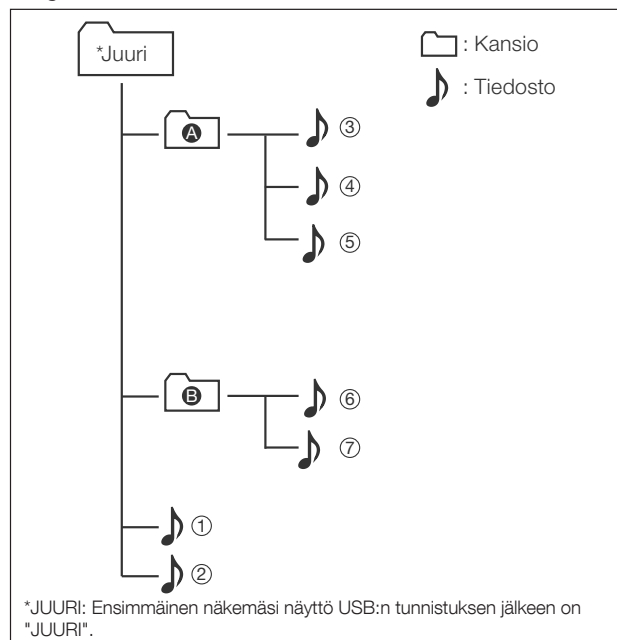 *Juuri
: Kansio
: Tiedosto
A
③
④
⑤
B
⑥
⑦
①
②
*JUURI: Ensimmäinen näkemäsi näyttö USB:n tunnistuksen jälkeen on
"JUURI".